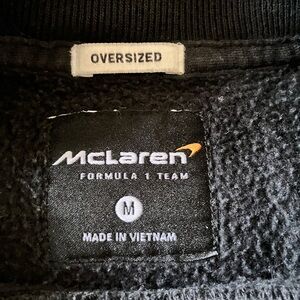 OVERSIZED
McLaren
FORMULA 1 TEAM
M
MADE IN VIETNAM